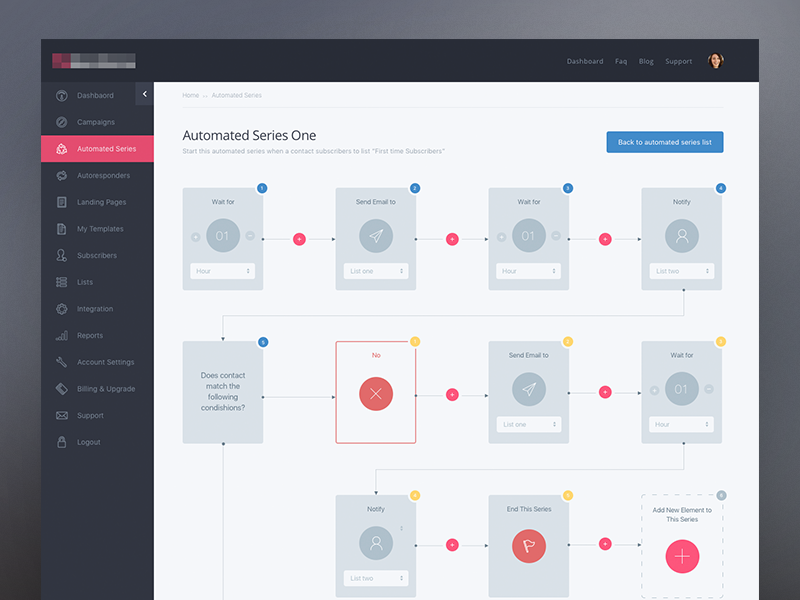 Dashboard Faq Blog Support
Dashbaord
Campaigns
Automated Series
Autoresponders
Landing Pages
My Templates
Subscribers
Lists
Integration
Reports
Account Settings
Billing & Upgrade
Support
Logout
Home — Automated Series
Automated Series One
Start this automated series when a contact subscribers to list "First time Subscribers"
Back to automated series list
1
Wait for
01
Hour
2
Send Email to
List one
3
Wait for
01
Hour
4
Notify
List two
5
Does contact
match the
following
condishions?
No
Send Email to
List one
Wait for
01
Hour
Notify
List two
End This Series
Add New Element to
This Series